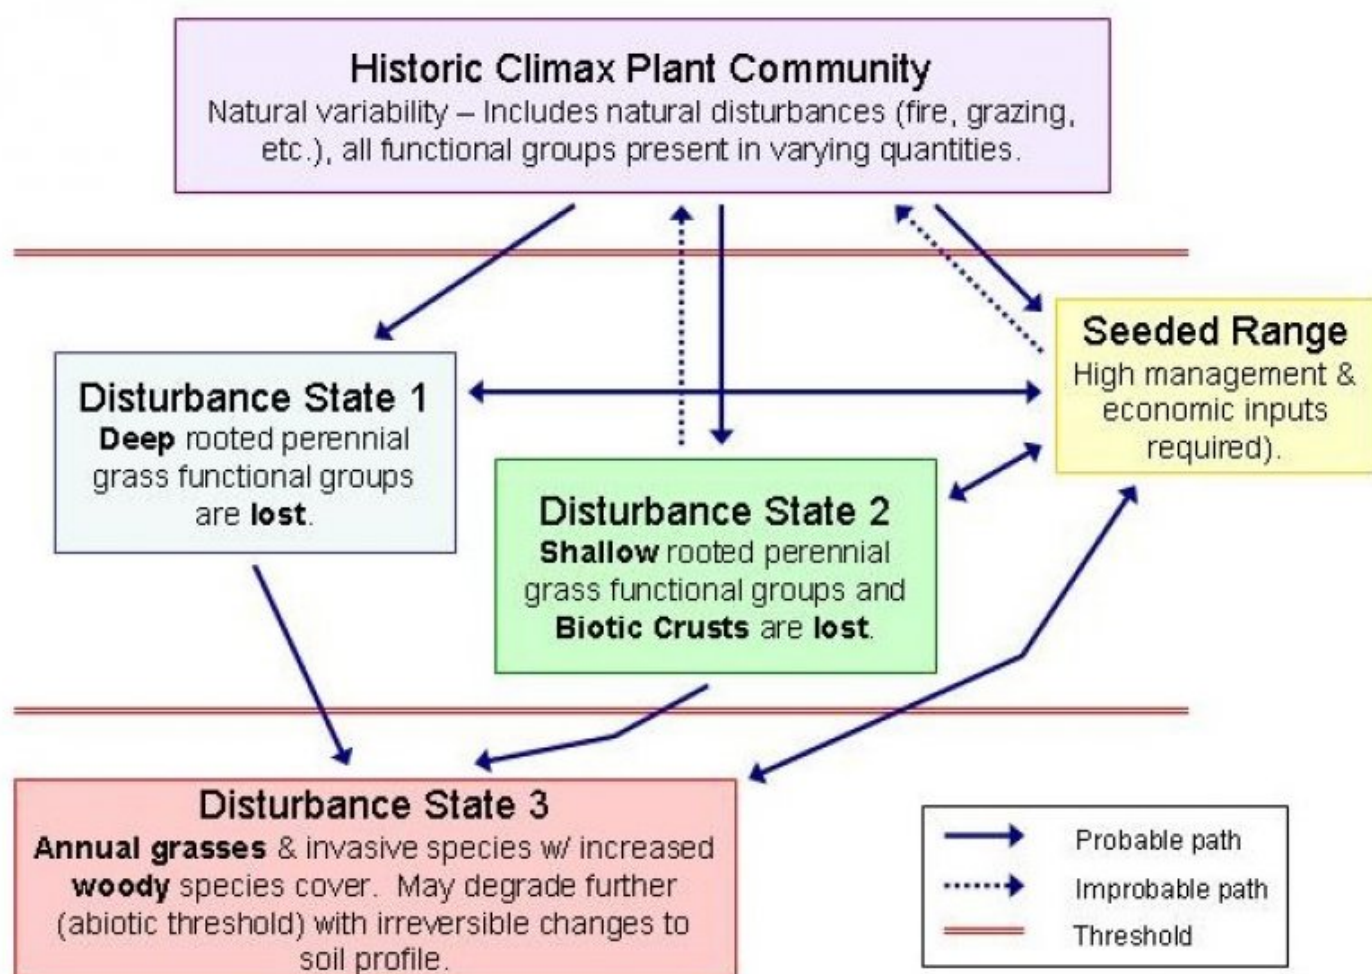 Historic Climax Plant Community
Natural variability – Includes natural disturbances (fire, grazing,
etc.), all functional groups present in varying quantities.
Seeded Range
High management &
economic inputs
required).
Disturbance State 1
Deep rooted perennial
grass functional groups
are lost.
Disturbance State 2
Shallow rooted perennial
grass functional groups and
Biotic Crusts are lost.
Disturbance State 3
Annual grasses & invasive species w/ increased
woody species cover. May degrade further
(abiotic threshold) with irreversible changes to
soil profile.
Probable path
Improbable path
Threshold